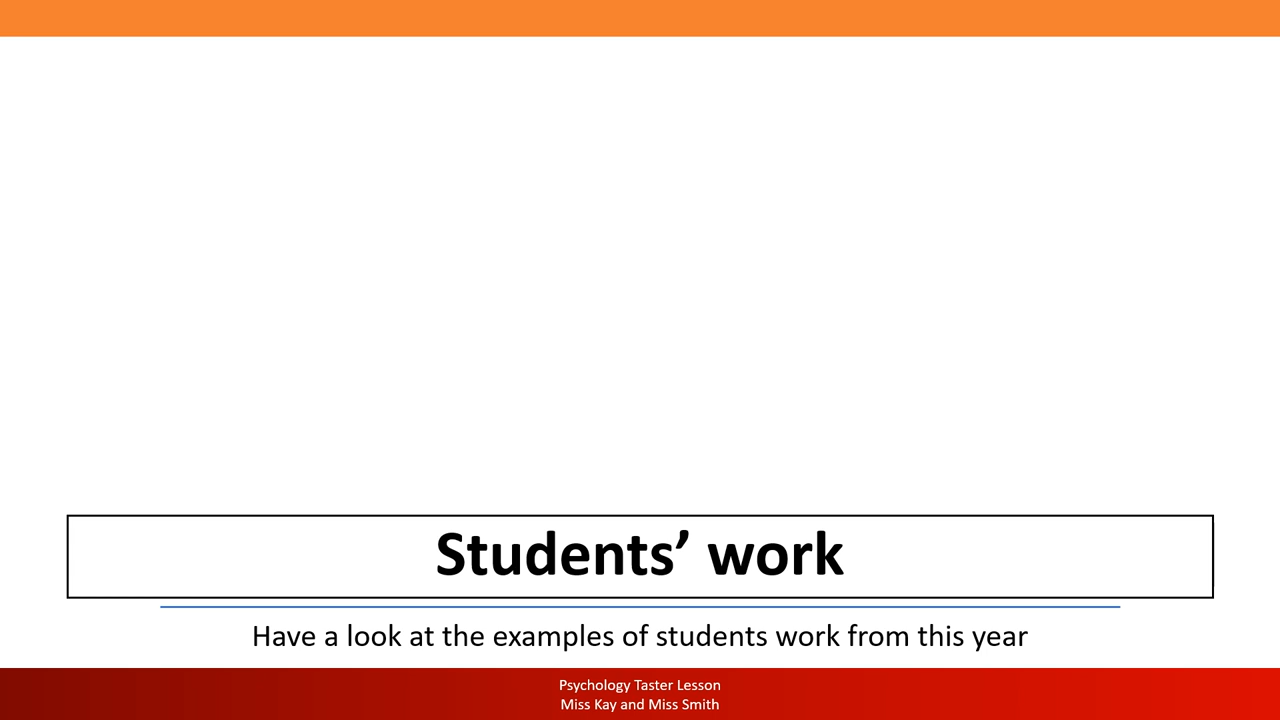 Students’ work
Have a look at the examples of students work from this year
Psychology Taster Lesson
Miss Kay and Miss Smith